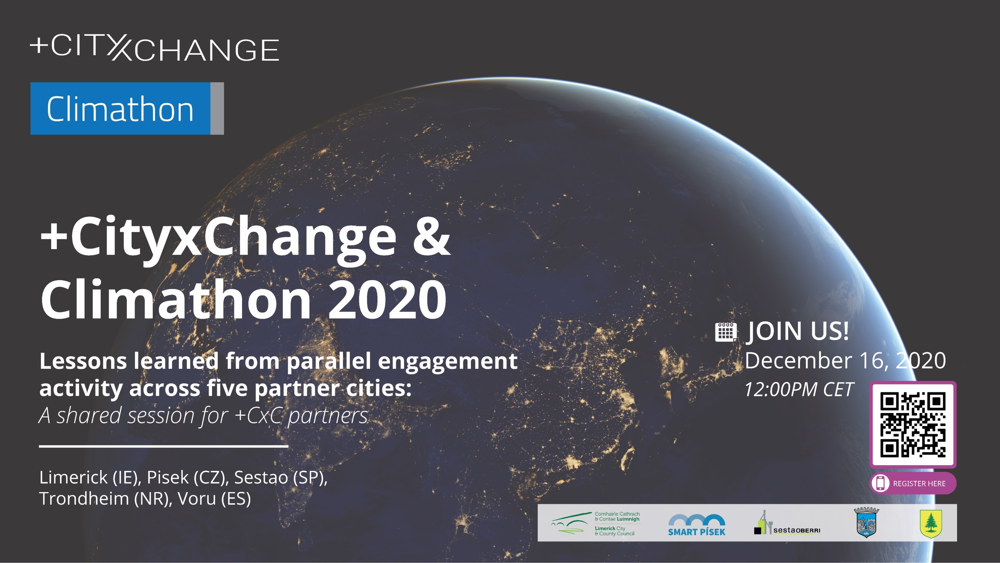 +CITYXCHANGE
Climathon
+CityxChange &
Climathon 2020
Lessons learned from parallel engagement
activity across five partner cities:
A shared session for +CxC partners
Limerick (IE), Pisek (CZ), Sestao (SP),
Trondheim (NR), Voru (ES)
JOIN US!
December 16, 2020
12:00PM CET
REGISTER HERE
Comhairle Cathrach
& Contae Luimnigh
Limerick City
& County Council
SMART PÍSEK
sestaoBERRI